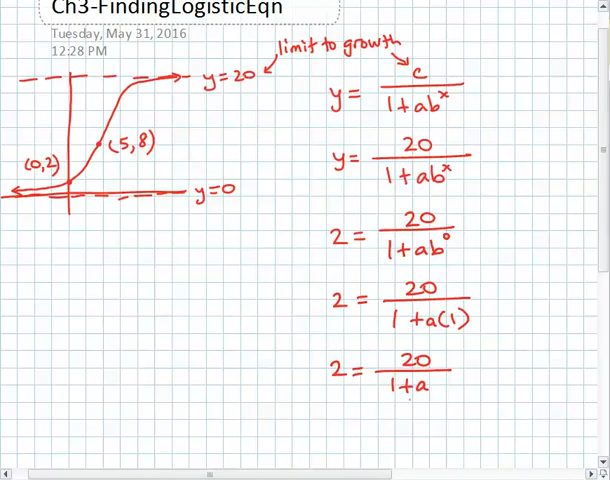 Ch3-FindingLogisticEqn
Tuesday, May 31, 2016
12:28 PM
limit to growth
y=20
(5,8)
(0,2)
y=0
y= c / 1+ab^x
y= 20 / 1+ab^x
2= 20 / 1+ab^0
2= 20 / 1+a(1)
2= 20 / 1+a